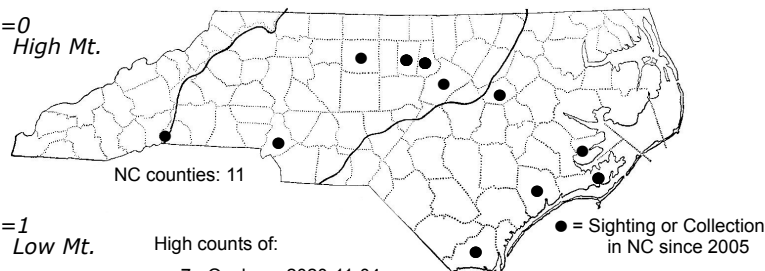 =0
High Mt.
NC counties: 11
● = Sighting or Collection
in NC since 2005
=1
Low Mt.
High counts of: